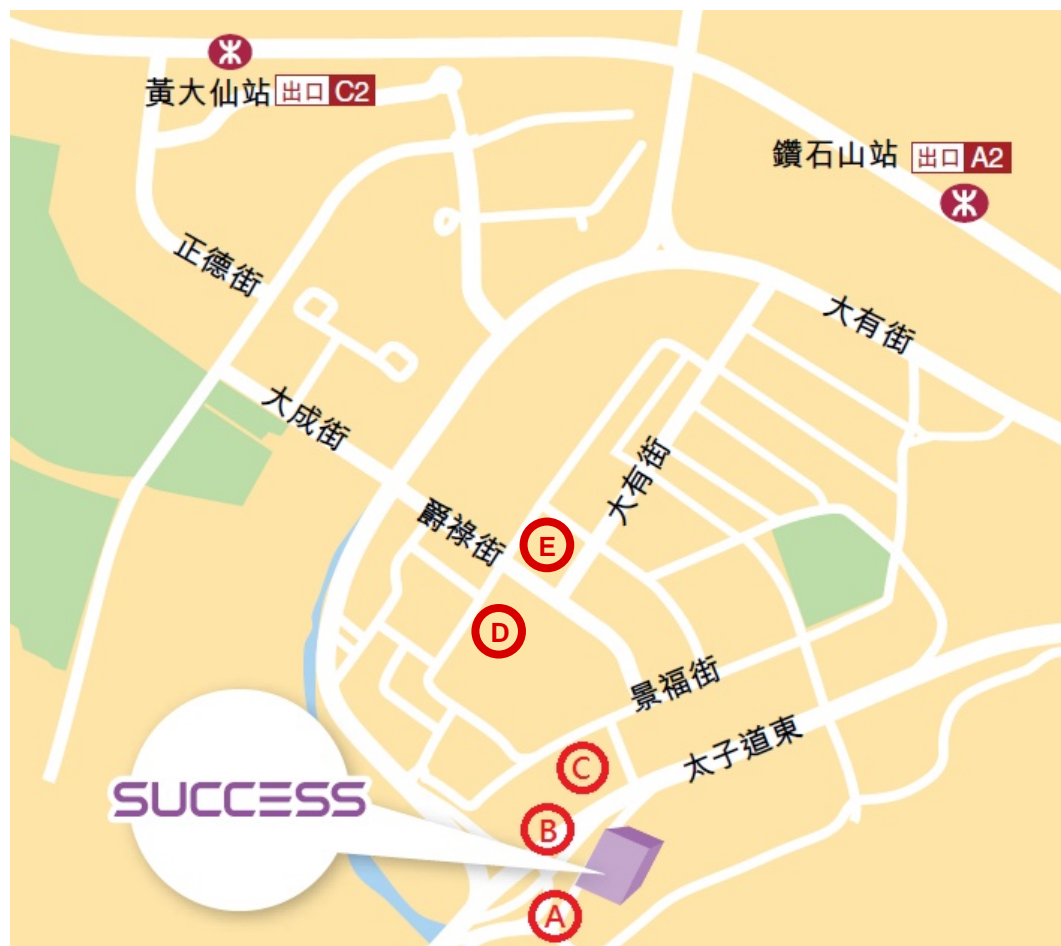 黃大仙站 出口 C2
鑽石山站 出口 A2
正德街
大有街
大成街
大有街
爵祿街
E
D
景福街
太子道東
C
SUCCESS
B
A